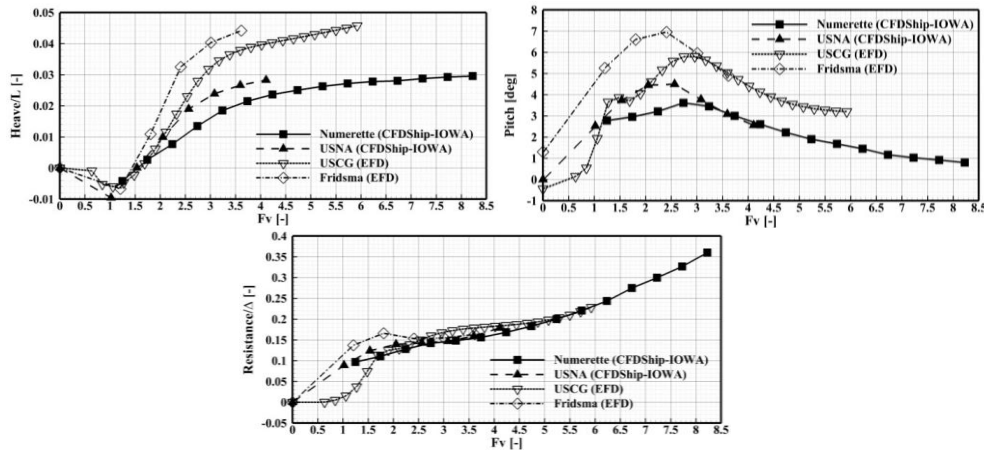 0.05
0.04
0.03
0.02
0.01
0
-0.01
Heave/L [-]
Numerette (CFDShip-IOWA)
USNA (CFDShip-IOWA)
USCG (EFD)
Fridsma (EFD)
0 0.5 1 1.5 2 2.5 3 3.5 4 4.5 5 5.5 6 6.5 7 7.5 8 8.5
Fv [-]
8
7
6
5
4
3
2
1
0
-1
Pitch [deg]
Numerette (CFDShip-IOWA)
USNA (CFDShip-IOWA)
USCG (EFD)
Fridsma (EFD)
0 0.5 1 1.5 2 2.5 3 3.5 4 4.5 5 5.5 6 6.5 7 7.5 8 8.5
Fv [-]
0.4
0.35
0.3
0.25
0.2
0.15
0.1
0.05
0
-0.05
Resistance/Δ [-]
Numerette (CFDShip-IOWA)
USNA (CFDShip-IOWA)
USCG (EFD)
Fridsma (EFD)
0 0.5 1 1.5 2 2.5 3 3.5 4 4.5 5 5.5 6 6.5 7 7.5 8 8.5
Fv [-]